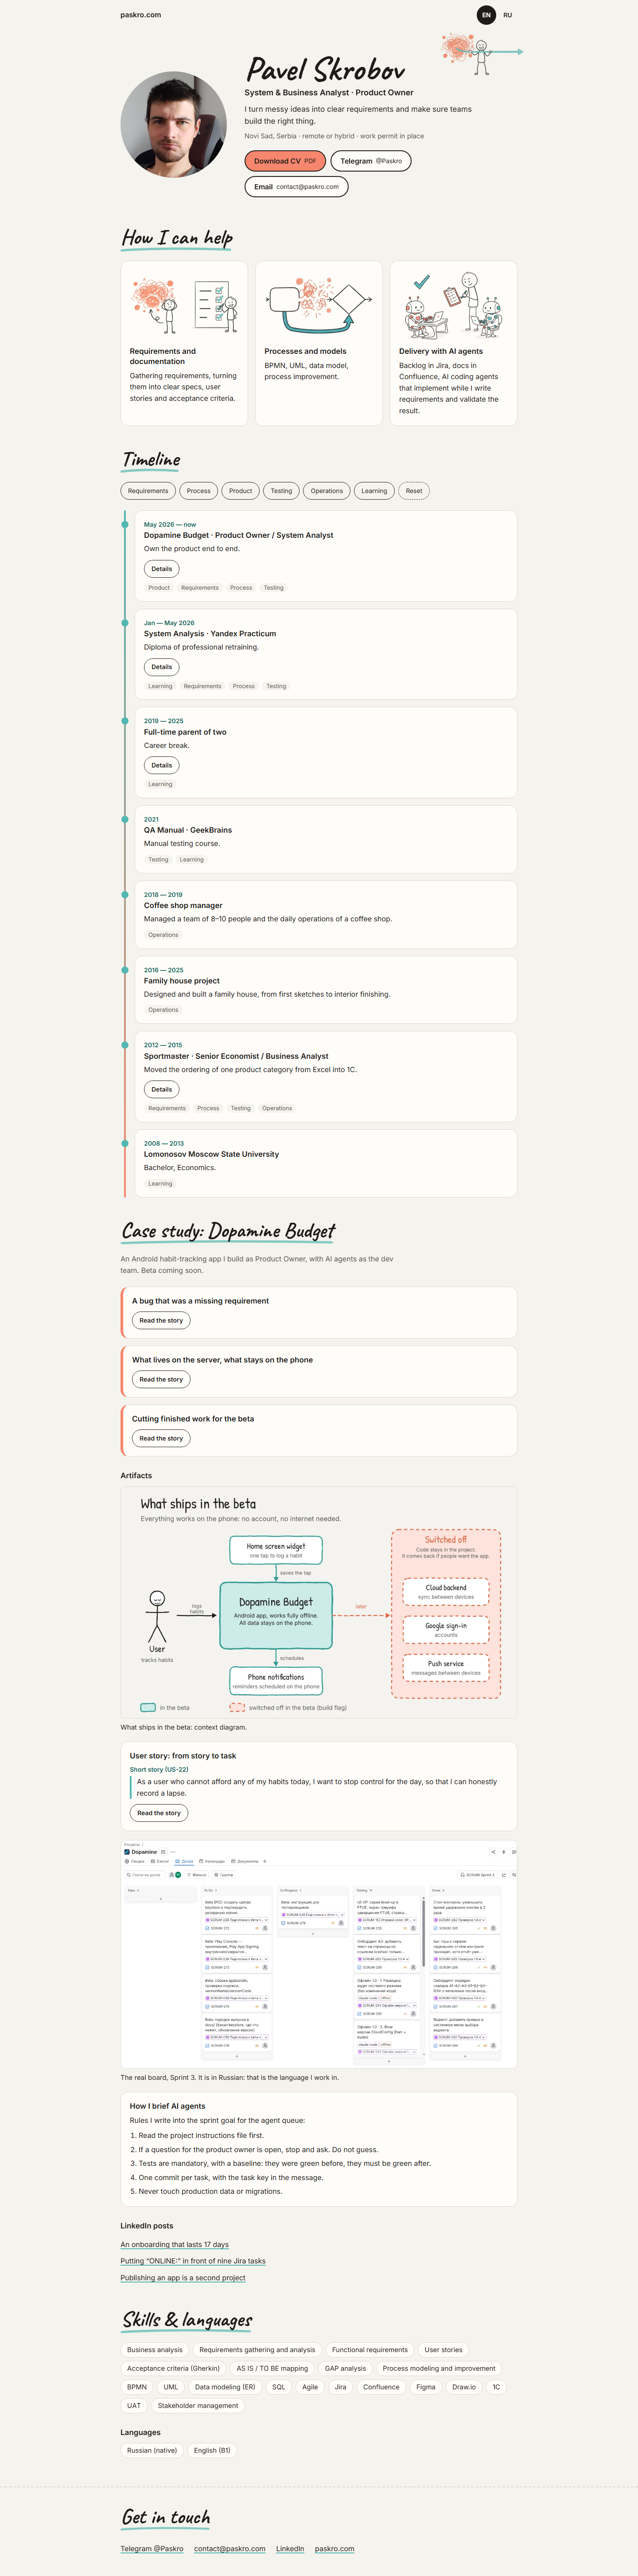 paskro.com
EN RU
Pavel Skrobov
System & Business Analyst · Product Owner
I turn messy ideas into clear requirements and make sure teams
build the right thing.
Novi Sad, Serbia · remote or hybrid · work permit in place
Download CV PDF
Telegram @Paskro
Email contact@paskro.com
How I can help
Requirements and
documentation
Gathering requirements, turning
them into clear specs, user
stories and acceptance criteria.
Processes and models
BPMN, UML, data model,
process improvement.
Delivery with AI agents
Backlog in Jira, docs in
Confluence, AI coding agents
that implement while I write
requirements and validate the
result.
Timeline
Requirements Process Product Testing Operations Learning Reset
May 2026 — now
Dopamine Budget · Product Owner / System Analyst
Own the product end to end.
Details
Product Requirements Process Testing
Jan — May 2026
System Analysis · Yandex Practicum
Diploma of professional retraining.
Details
Learning Requirements Process Testing
2019 — 2025
Full-time parent of two
Career break.
Details
Learning
2021
QA Manual · GeekBrains
Manual testing course.
Testing Learning
2018 — 2019
Coffee shop manager
Managed a team of 8–10 people and the daily operations of a coffee shop.
Operations
2016 — 2025
Family house project
Designed and built a family house, from first sketches to interior finishing.
Operations
2012 — 2015
Sportmaster · Senior Economist / Business Analyst
Moved the ordering of one product category from Excel into 1C.
Details
Requirements Process Testing Operations
2008 — 2013
Lomonosov Moscow State University
Bachelor, Economics.
Learning
Case study: Dopamine Budget
An Android habit-tracking app I build as Product Owner, with AI agents as the dev
team. Beta coming soon.
A bug that was a missing requirement
Read the story
What lives on the server, what stays on the phone
Read the story
Cutting finished work for the beta
Read the story
Artifacts
What ships in the beta
Everything works on the phone: no account, no internet needed.
Home screen widget
one tap to log a habit
saves the tap
Dopamine Budget
Android app, works fully offline.
All data stays on the phone.
logs
habits
User
tracks habits
later
schedules
Phone notifications
reminders scheduled on the phone
Switched off
Code stays in the project.
It comes back if people want the app.
Cloud backend
sync between devices
Google sign-in
accounts
Push service
messages between devices
in the beta
switched off in the beta (build flag)
What ships in the beta: context diagram.
User story: from story to task
Short story (US-22)
As a user who cannot afford any of my habits today, I want to stop control for the day, so that I can honestly
record a lapse.
Read the story
Dopamine
The real board, Sprint 3. It is in Russian: that is the language I work in.
How I brief AI agents
Rules I write into the sprint goal for the agent queue:
1. Read the project instructions file first.
2. If a question for the product owner is open, stop and ask. Do not guess.
3. Tests are mandatory, with a baseline: they were green before, they must be green after.
4. One commit per task, with the task key in the message.
5. Never touch production data or migrations.
LinkedIn posts
An onboarding that lasts 17 days
Putting “ONLINE:” in front of nine Jira tasks
Publishing an app is a second project
Skills & languages
Business analysis Requirements gathering and analysis Functional requirements User stories
Acceptance criteria (Gherkin) AS IS / TO BE mapping GAP analysis Process modeling and improvement
BPMN UML Data modeling (ER) SQL Agile Jira Confluence Figma Draw.io 1C
UAT Stakeholder management
Languages
Russian (native) English (B1)
Get in touch
Telegram @Paskro contact@paskro.com LinkedIn paskro.com